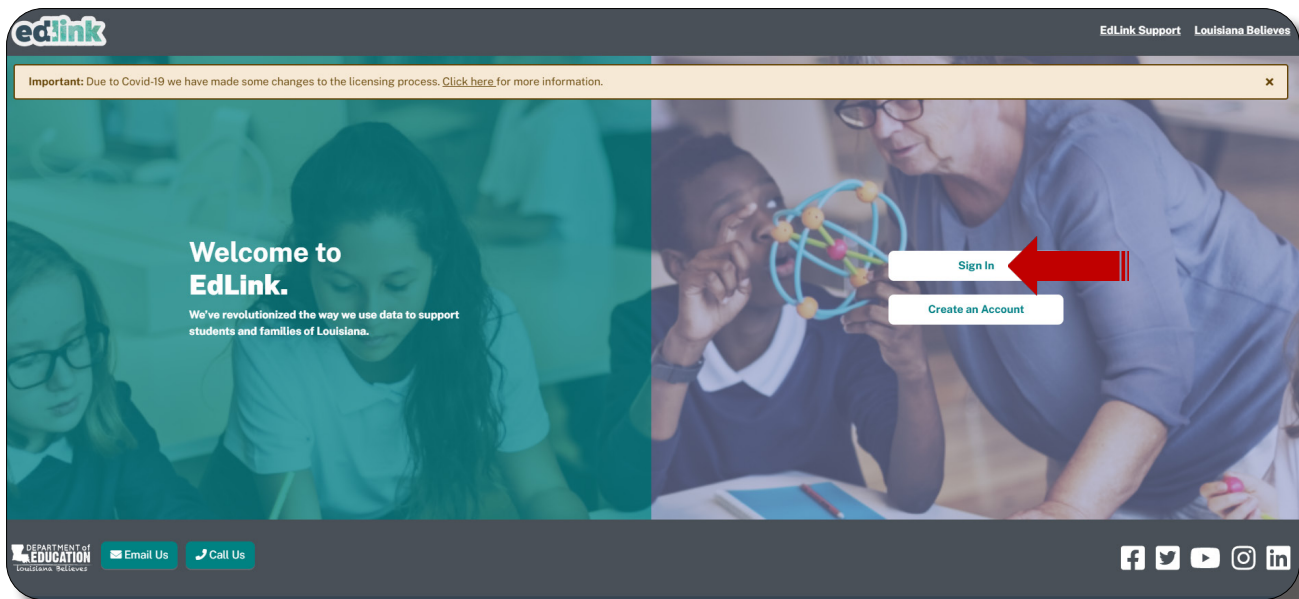 edlink
EdLink Support Louisiana Believes
Important: Due to Covid-19 we have made some changes to the licensing process. Click here for more information. ×
Welcome to
EdLink.
We've revolutionized the way we use data to support
students and families of Louisiana.
Sign In
Create an Account
DEPARTMENT of
EDUCATION
Louisiana Believes
Email Us
Call Us